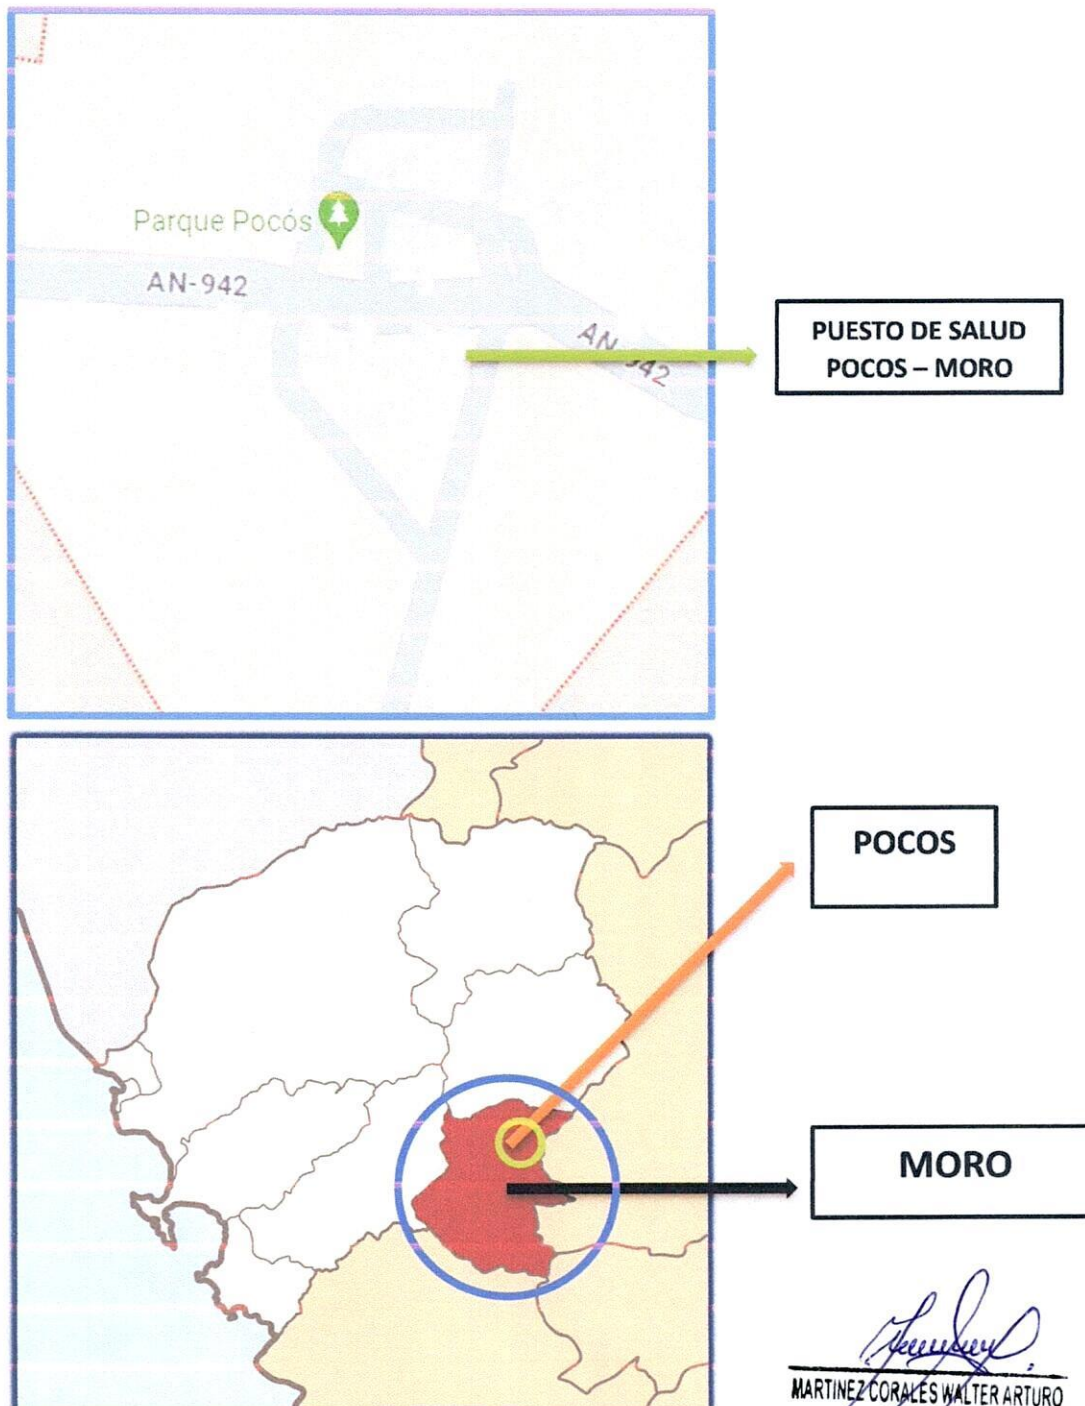 Parque Pocós
AN-942
AN-942
PUESTO DE SALUD
POCOS – MORO
POCOS
MORO
MARTINEZ CORALES WALTER ARTURO